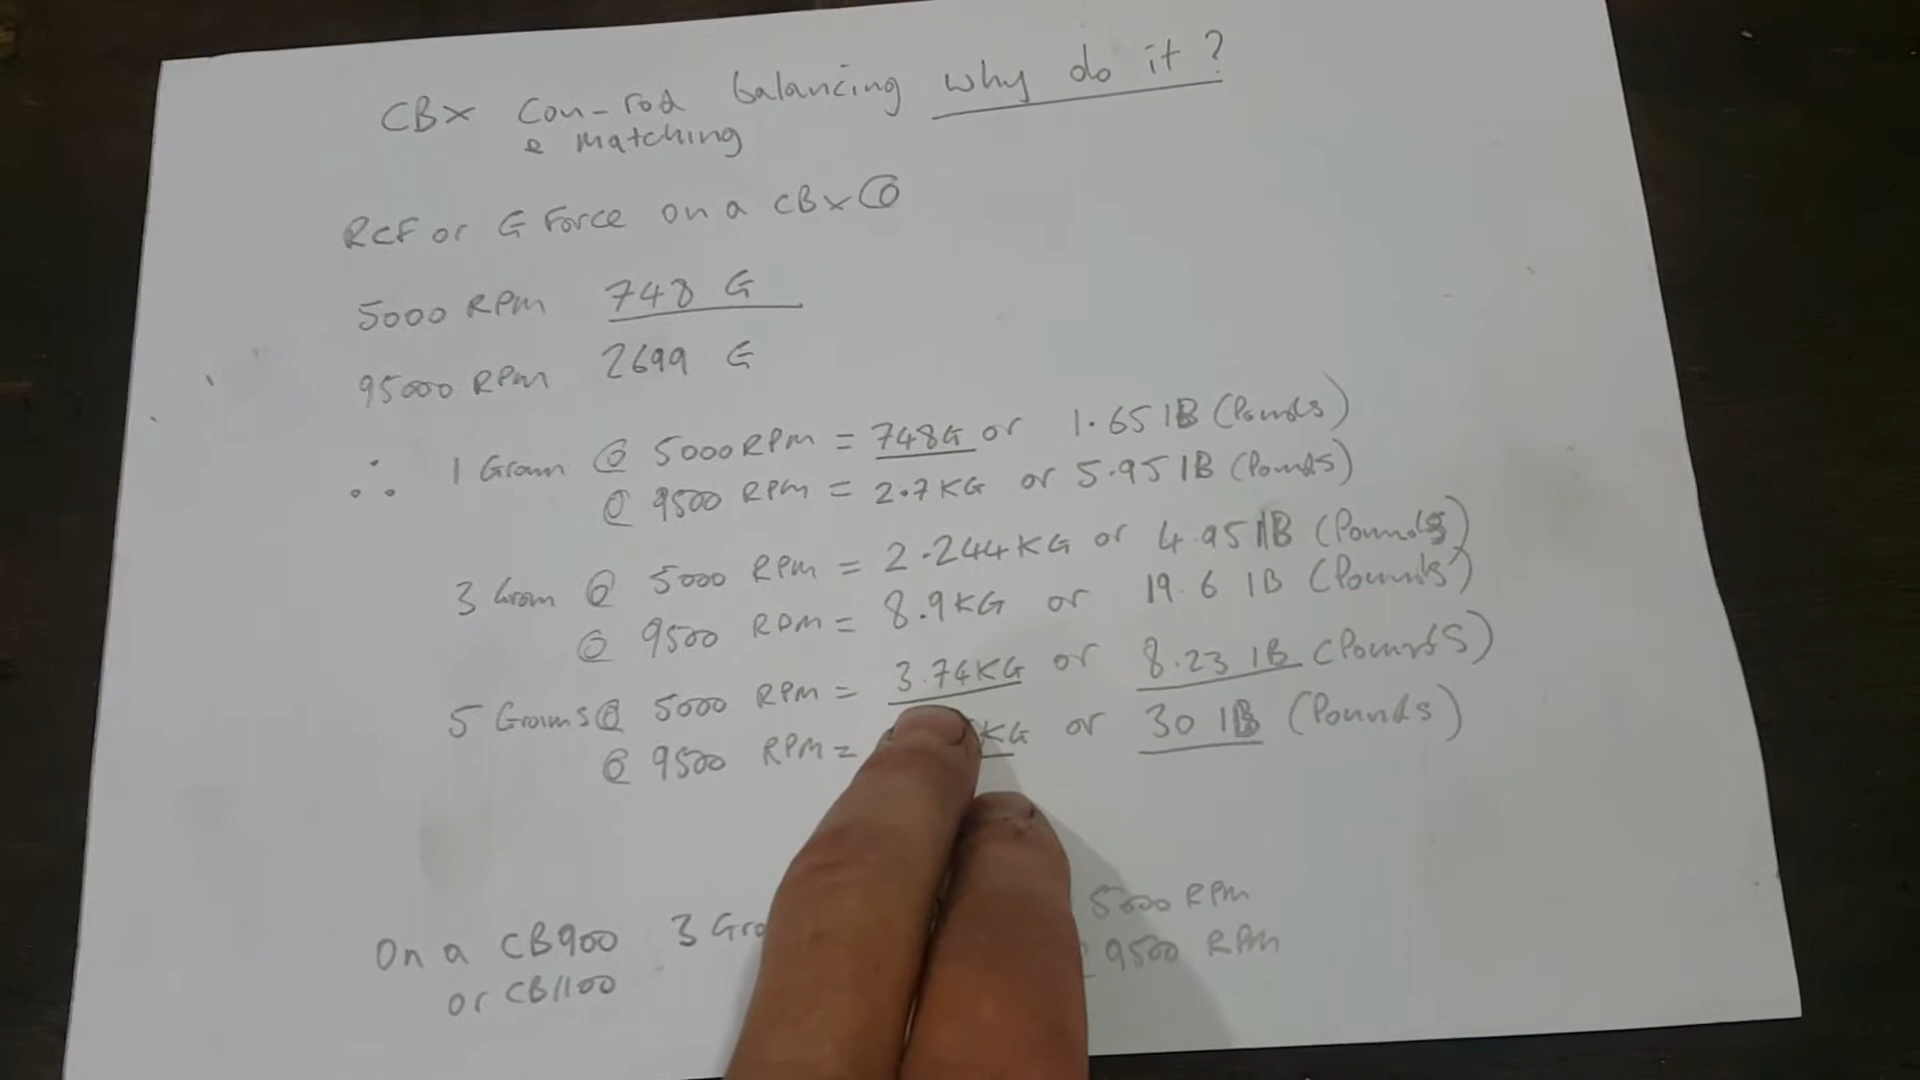 CBX Con-rod balancing why do it?
& Matching
RCF or G Force on a CBX @
5000 RPM 748 G
95000 RPM 2699 G
∴ 1 Gram @ 5000 RPM = 748G or 1.65 lB (Pounds)
@ 9500 RPM = 2.7 KG or 5.95 lB (Pounds)
3 Gram @ 5000 RPM = 2.244 KG or 4.95 lB (Pounds)
@ 9500 RPM = 8.9 KG or 19.6 lB (Pounds)
5 Grams @ 5000 RPM = 3.74 KG or 8.23 lB (Pounds)
@ 9500 RPM = KG or 30 lB (Pounds)
On a CB900 3 Gra 5000 RPM
or CB1100 9500 RPM